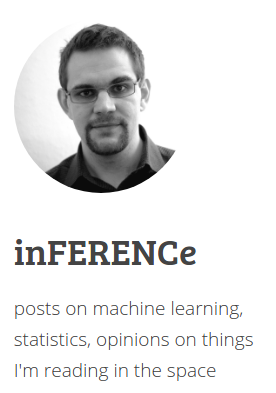 inFERENCe
posts on machine learning,
statistics, opinions on things
I'm reading in the space